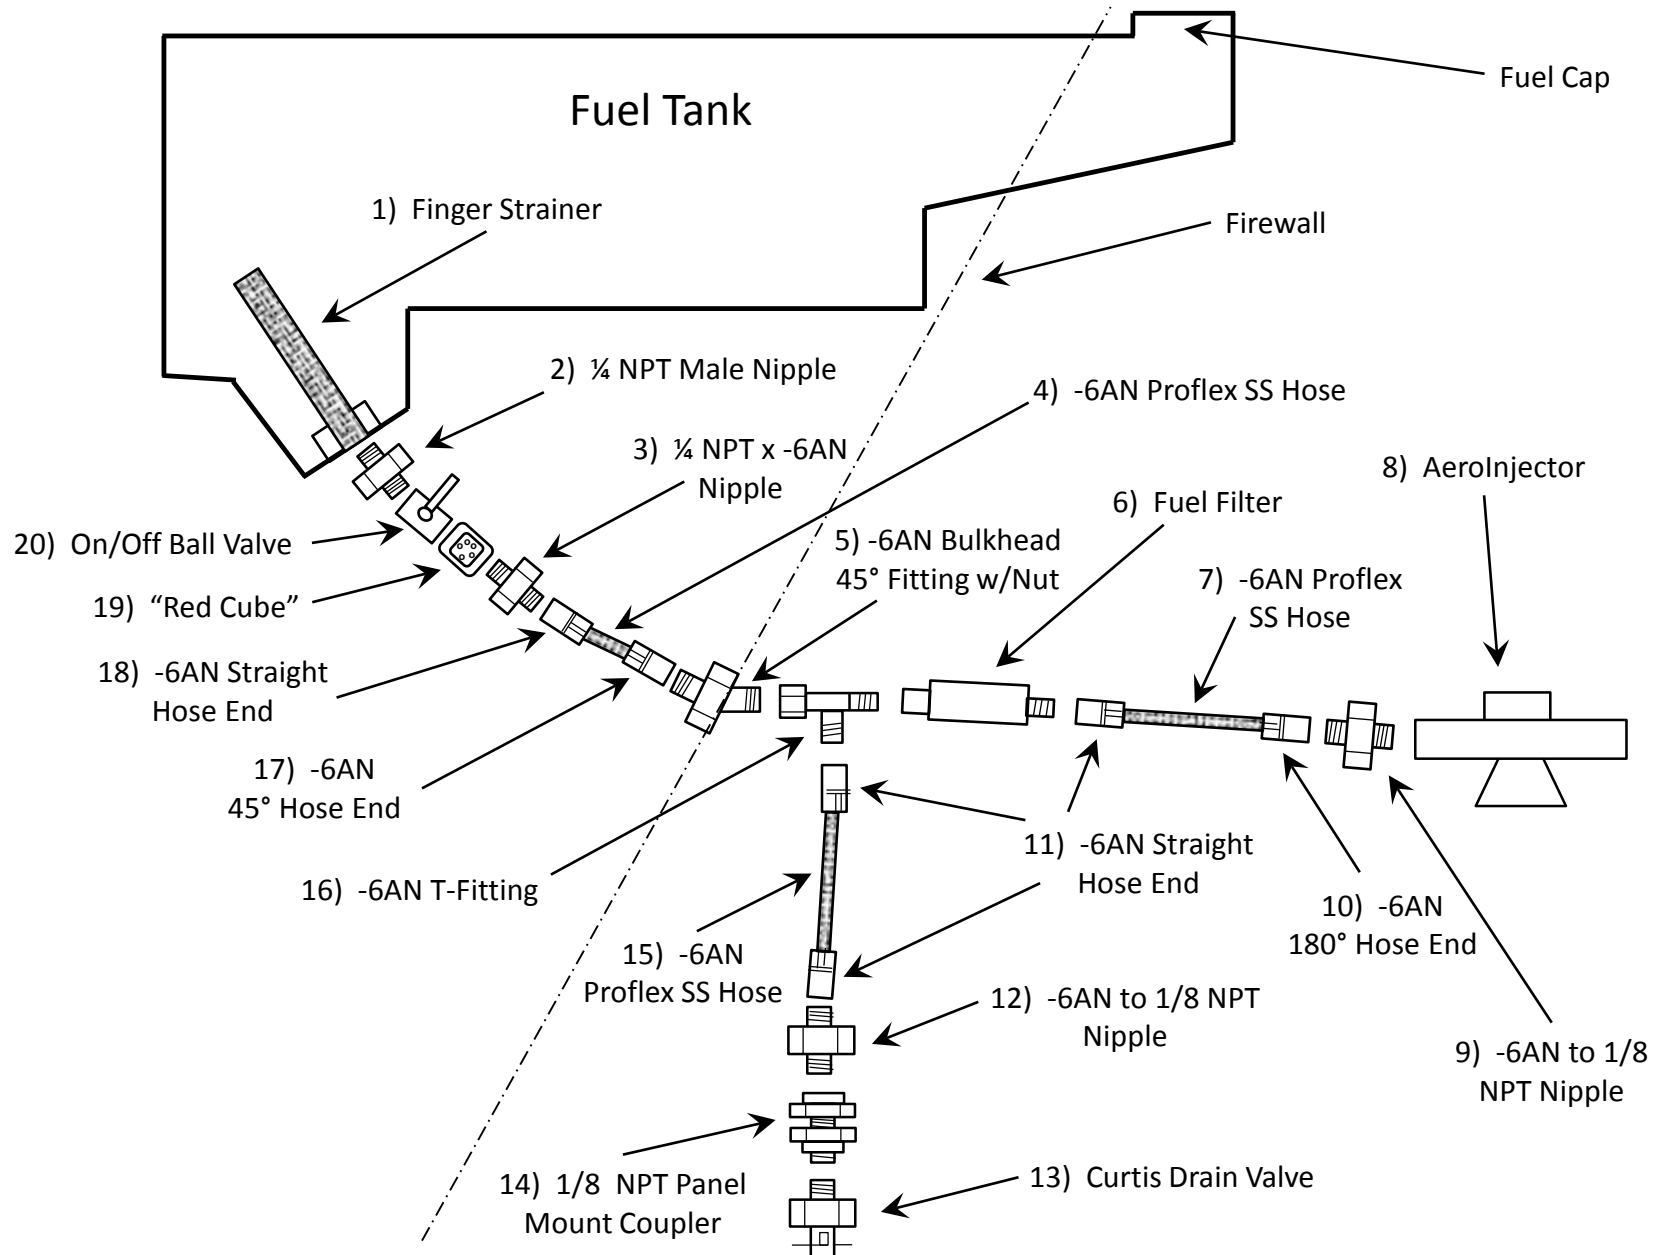 Fuel Cap
Fuel Tank
1) Finger Strainer
Firewall
2) ¼ NPT Male Nipple
4) -6AN Proflex SS Hose
3) ¼ NPT x -6AN
Nipple
8) AeroInjector
6) Fuel Filter
20) On/Off Ball Valve
5) -6AN Bulkhead
45° Fitting w/Nut
7) -6AN Proflex
SS Hose
19) “Red Cube”
18) -6AN Straight
Hose End
17) -6AN
45° Hose End
11) -6AN Straight
Hose End
16) -6AN T-Fitting
10) -6AN
180° Hose End
15) -6AN
Proflex SS Hose
12) -6AN to 1/8 NPT
Nipple
9) -6AN to 1/8
NPT Nipple
14) 1/8 NPT Panel
Mount Coupler
13) Curtis Drain Valve